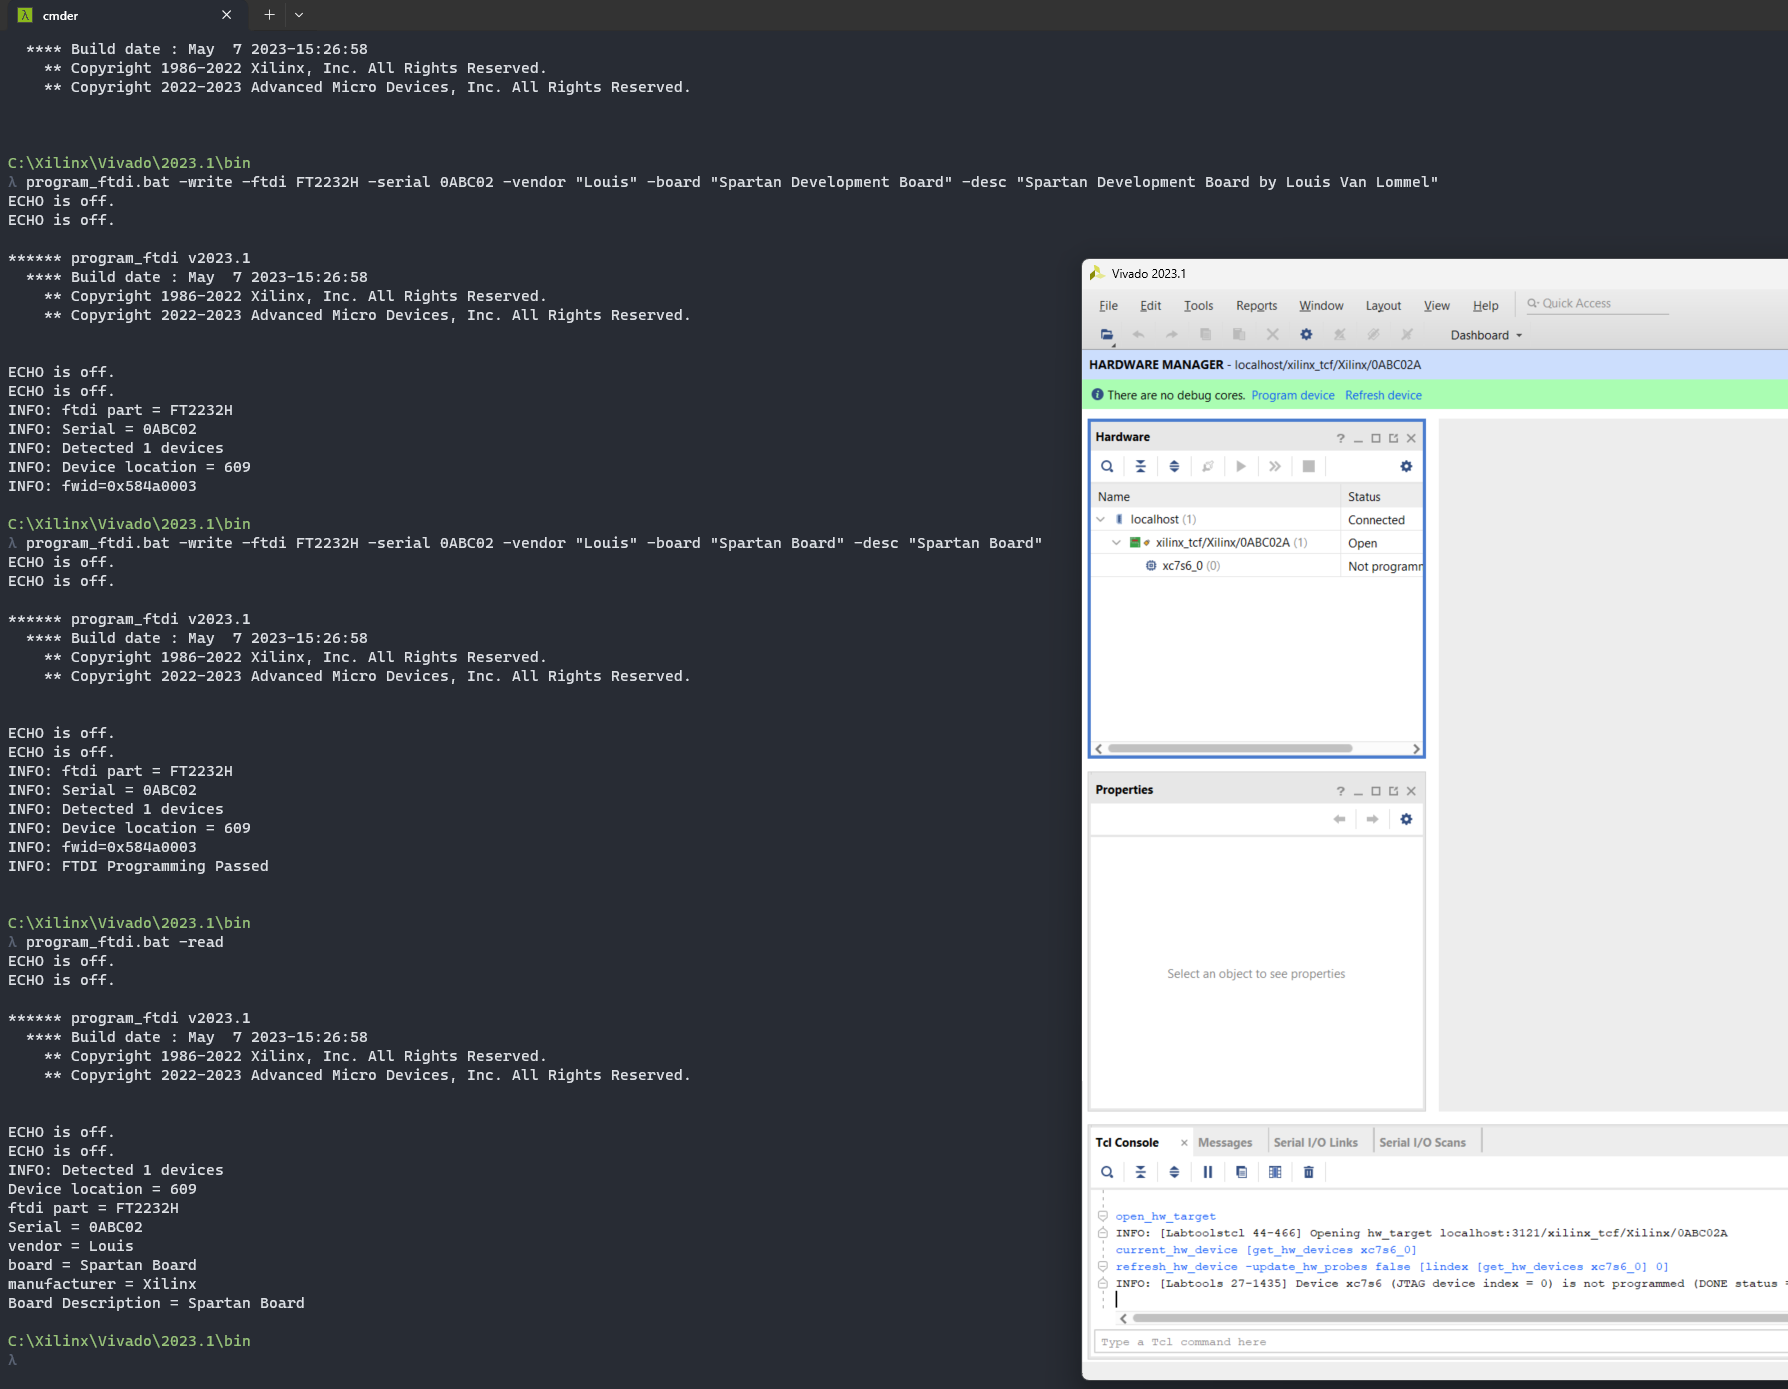 cmder
**** Build date : May  7 2023-15:26:58
** Copyright 1986-2022 Xilinx, Inc. All Rights Reserved.
** Copyright 2022-2023 Advanced Micro Devices, Inc. All Rights Reserved.
C:\Xilinx\Vivado\2023.1\bin
λ program_ftdi.bat -write -ftdi FT2232H -serial 0ABC02 -vendor "Louis" -board "Spartan Development Board" -desc "Spartan Development Board by Louis Van Lommel"
ECHO is off.
ECHO is off.
****** program_ftdi v2023.1
**** Build date : May  7 2023-15:26:58
** Copyright 1986-2022 Xilinx, Inc. All Rights Reserved.
** Copyright 2022-2023 Advanced Micro Devices, Inc. All Rights Reserved.
ECHO is off.
ECHO is off.
INFO: ftdi part = FT2232H
INFO: Serial = 0ABC02
INFO: Detected 1 devices
INFO: Device location = 609
INFO: fwid=0x584a0003
C:\Xilinx\Vivado\2023.1\bin
λ program_ftdi.bat -write -ftdi FT2232H -serial 0ABC02 -vendor "Louis" -board "Spartan Board" -desc "Spartan Board"
ECHO is off.
ECHO is off.
****** program_ftdi v2023.1
**** Build date : May  7 2023-15:26:58
** Copyright 1986-2022 Xilinx, Inc. All Rights Reserved.
** Copyright 2022-2023 Advanced Micro Devices, Inc. All Rights Reserved.
ECHO is off.
ECHO is off.
INFO: ftdi part = FT2232H
INFO: Serial = 0ABC02
INFO: Detected 1 devices
INFO: Device location = 609
INFO: fwid=0x584a0003
INFO: FTDI Programming Passed
C:\Xilinx\Vivado\2023.1\bin
λ program_ftdi.bat -read
ECHO is off.
ECHO is off.
****** program_ftdi v2023.1
**** Build date : May  7 2023-15:26:58
** Copyright 1986-2022 Xilinx, Inc. All Rights Reserved.
** Copyright 2022-2023 Advanced Micro Devices, Inc. All Rights Reserved.
ECHO is off.
ECHO is off.
INFO: Detected 1 devices
Device location = 609
ftdi part = FT2232H
Serial = 0ABC02
vendor = Louis
board = Spartan Board
manufacturer = Xilinx
Board Description = Spartan Board
C:\Xilinx\Vivado\2023.1\bin
λ
Vivado 2023.1
File Edit Tools Reports Window Layout View Help Quick Access
Dashboard
HARDWARE MANAGER - localhost/xilinx_tcf/Xilinx/0ABC02A
There are no debug cores. Program device Refresh device
Hardware
Name Status
localhost (1) Connected
xilinx_tcf/Xilinx/0ABC02A (1) Open
xc7s6_0 (0) Not programm
Properties
Select an object to see properties
Tcl Console Messages Serial I/O Links Serial I/O Scans
open_hw_target
INFO: [Labtoolstcl 44-466] Opening hw_target localhost:3121/xilinx_tcf/Xilinx/0ABC02A
current_hw_device [get_hw_devices xc7s6_0]
refresh_hw_device -update_hw_probes false [lindex [get_hw_devices xc7s6_0] 0]
INFO: [Labtools 27-1435] Device xc7s6 (JTAG device index = 0) is not programmed (DONE status =
Type a Tcl command here